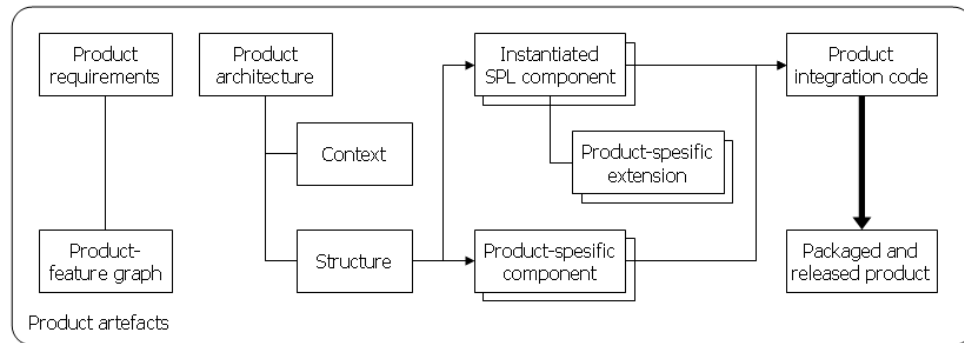 Product
requirements
Product
architecture
Instantiated
SPL component
Product
integration code
Context
Product-spesific
extension
Product-
feature graph
Structure
Product-spesific
component
Packaged and
released product
Product artefacts